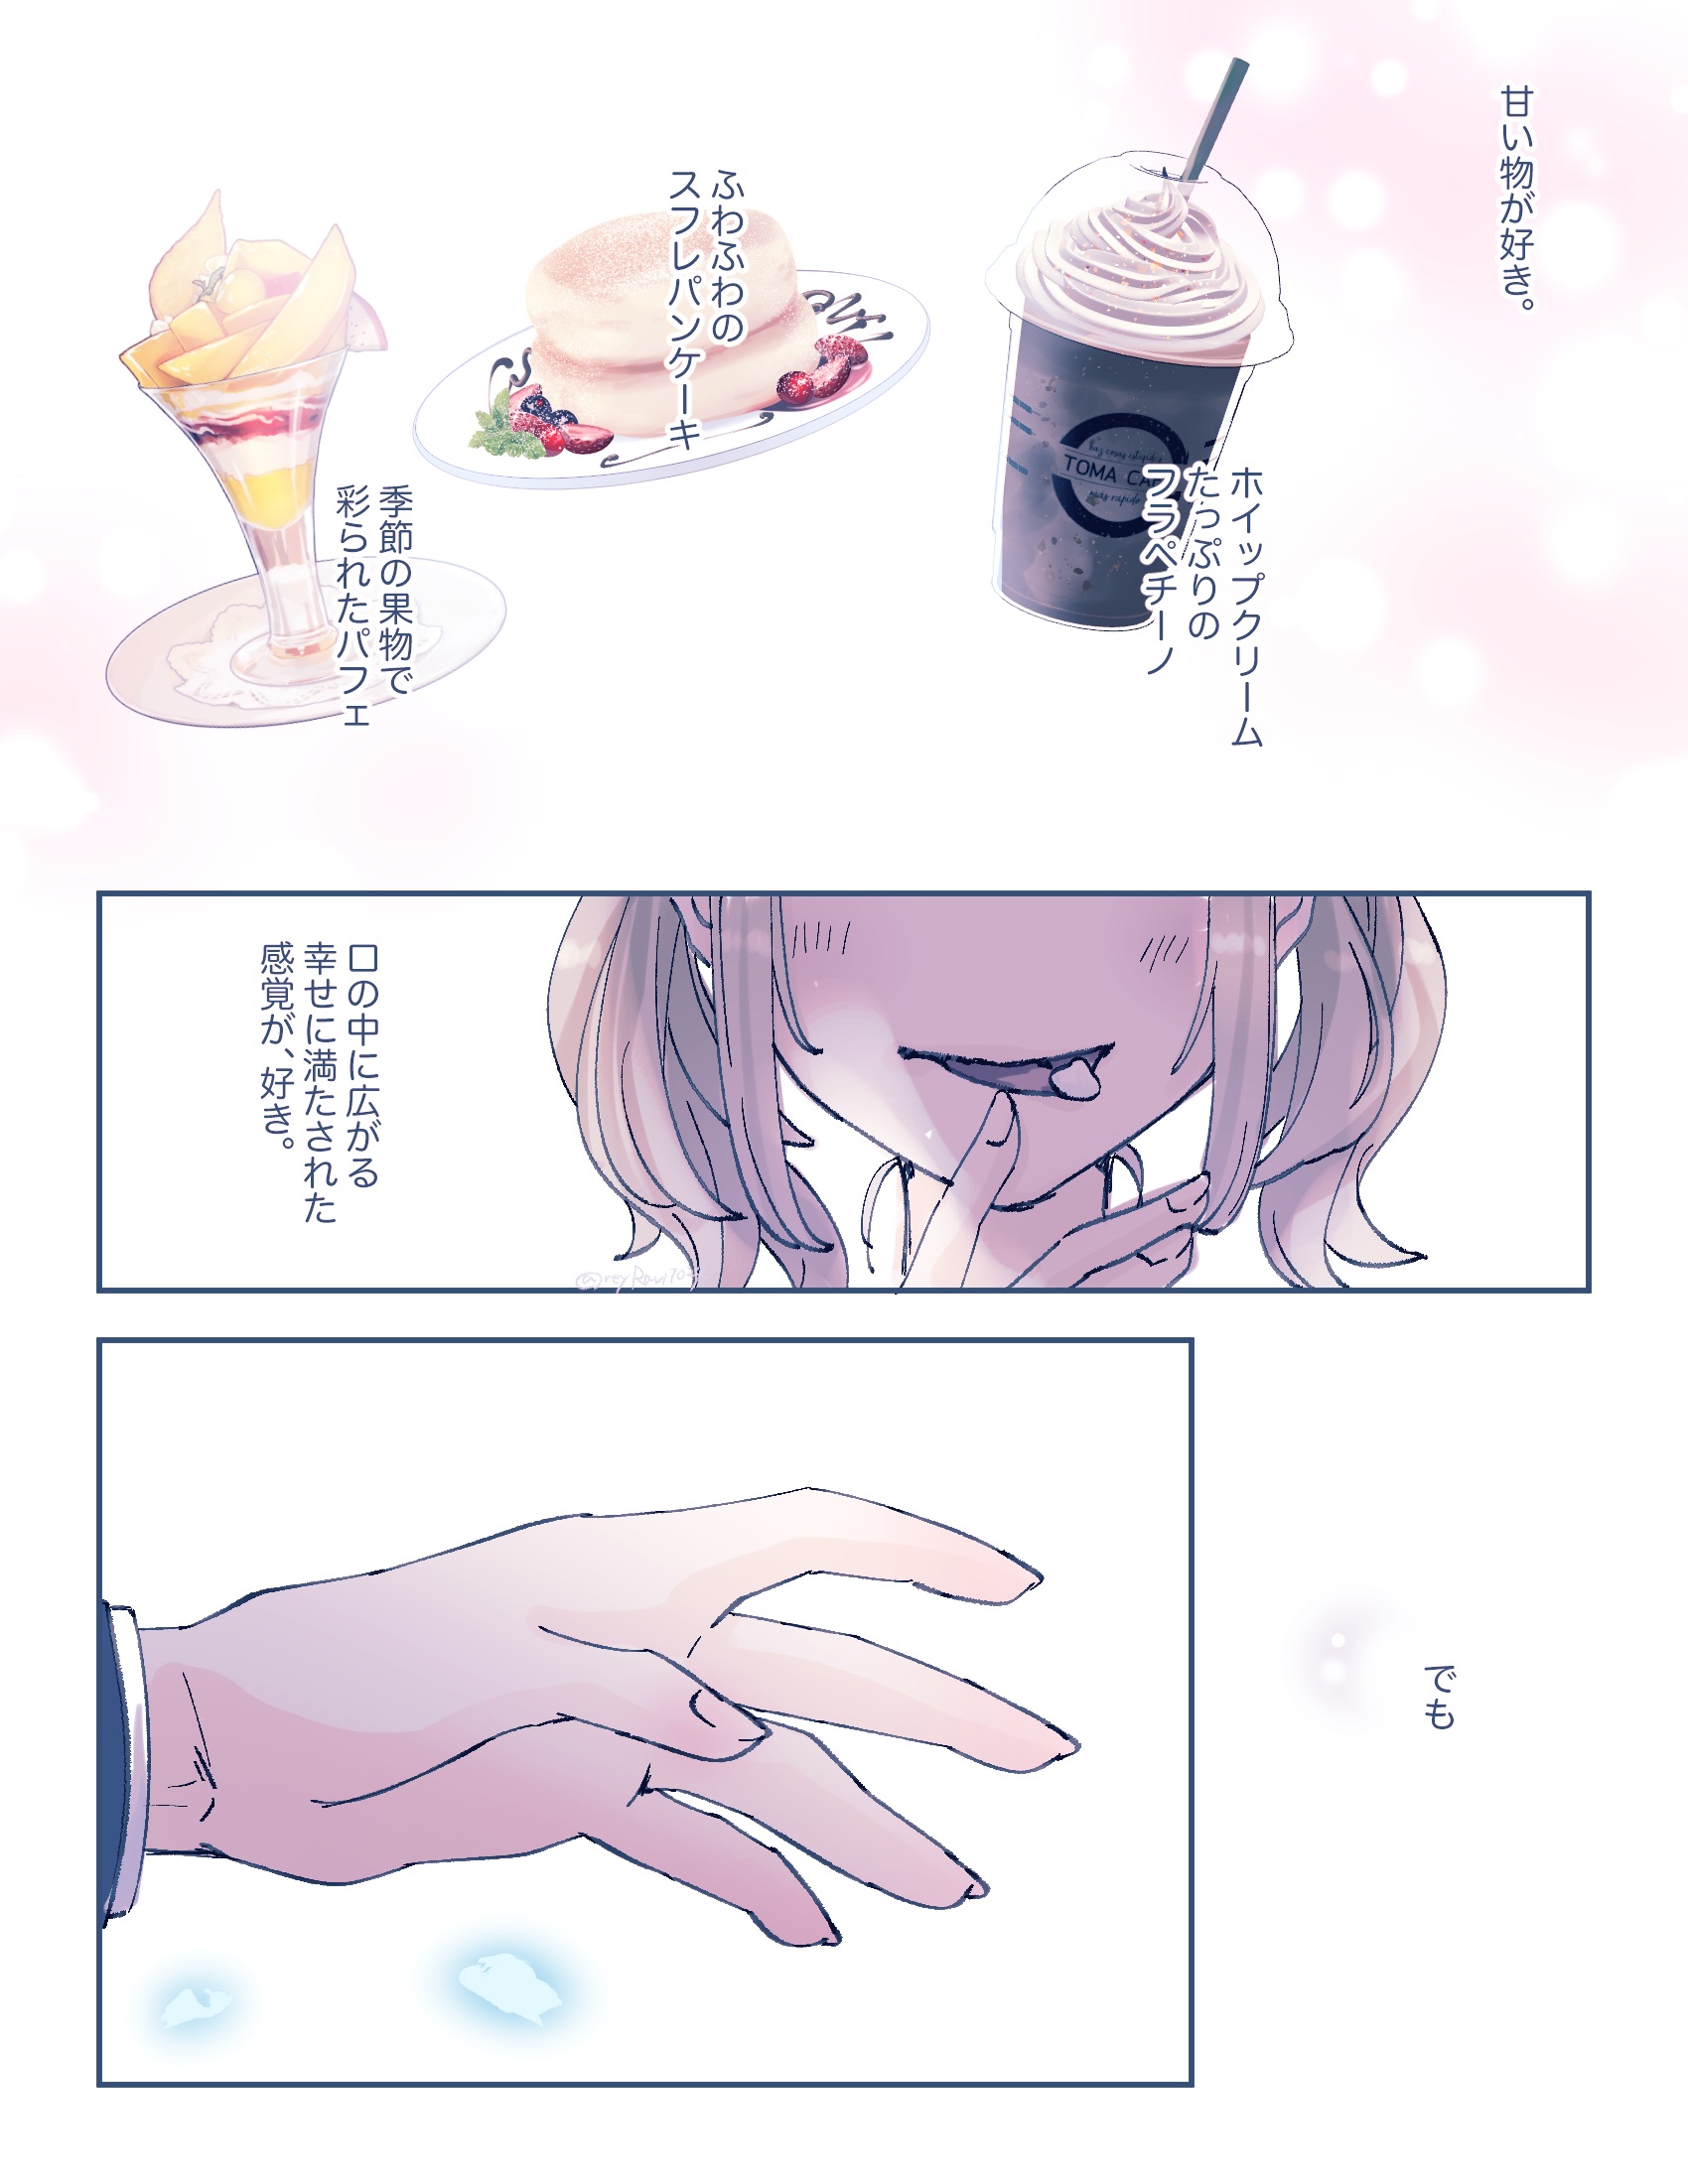 甘い物が好き。
ホイップクリーム
たっぷりの
フラペチーノ
TOMA CA
ふわふわの
スフレパンケーキ
季節の果物で
彩られたパフェ
口の中に広がる
幸せに満たされた
感覚が、好き。
でも